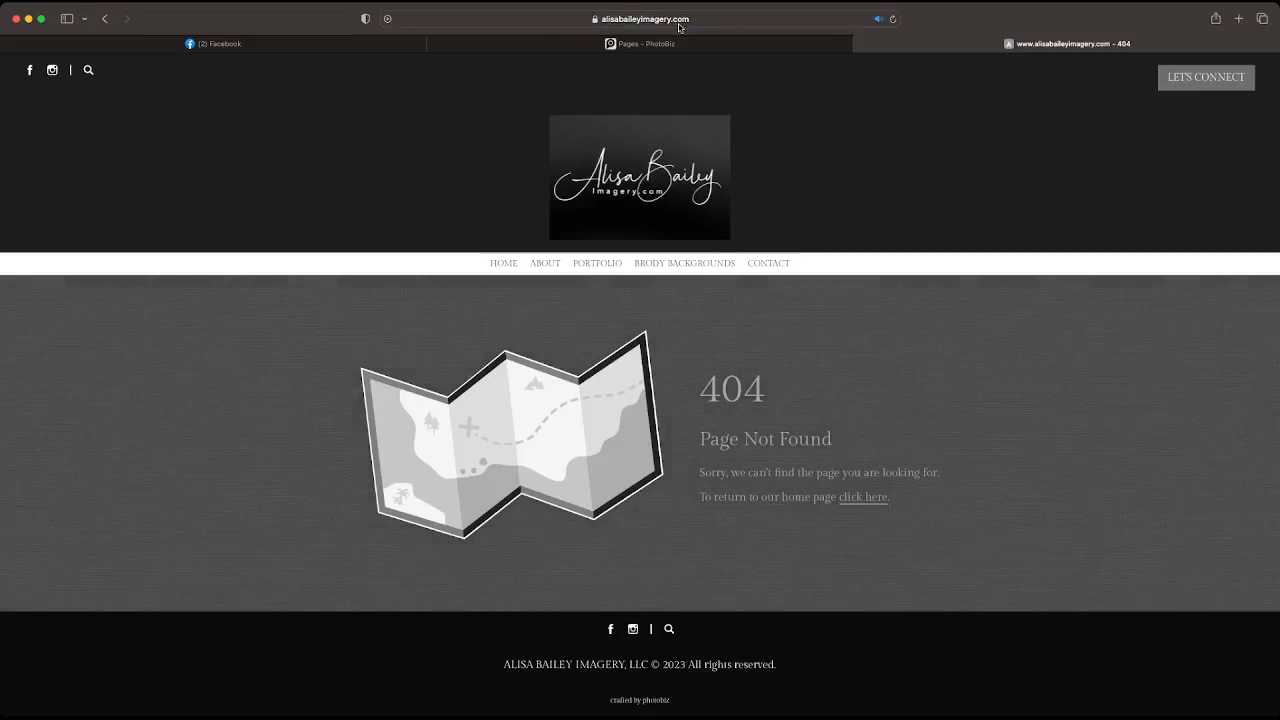 alisabaileyimagery.com
(2) Facebook
Pages – PhotoBiz
A www.alisabaileyimagery.com – 404
LET'S CONNECT
Alisa Bailey
Imagery.com
HOME ABOUT PORTFOLIO BRODY BACKGROUNDS CONTACT
404
Page Not Found
Sorry, we can't find the page you are looking for.
To return to our home page click here.
ALISA BAILEY IMAGERY, LLC © 2023 All rights reserved.
crafted by photobiz